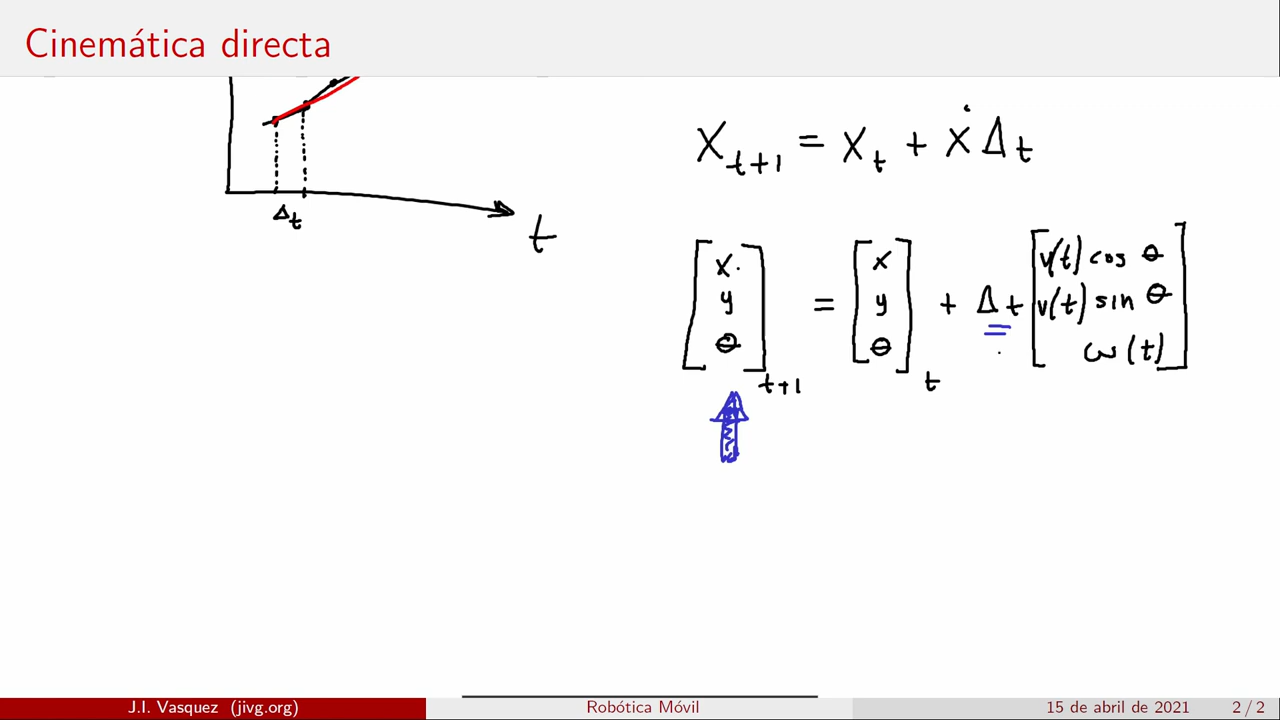 Cinemática directa
Δt
t
X_{t+1} = X_t + Ẋ Δt
[x y θ]_{t+1} = [x y θ]_t + Δt [v(t) cos θ
v(t) sin θ
ω(t)]
J.I. Vasquez (jivg.org) Robótica Móvil 15 de abril de 2021 2 / 2